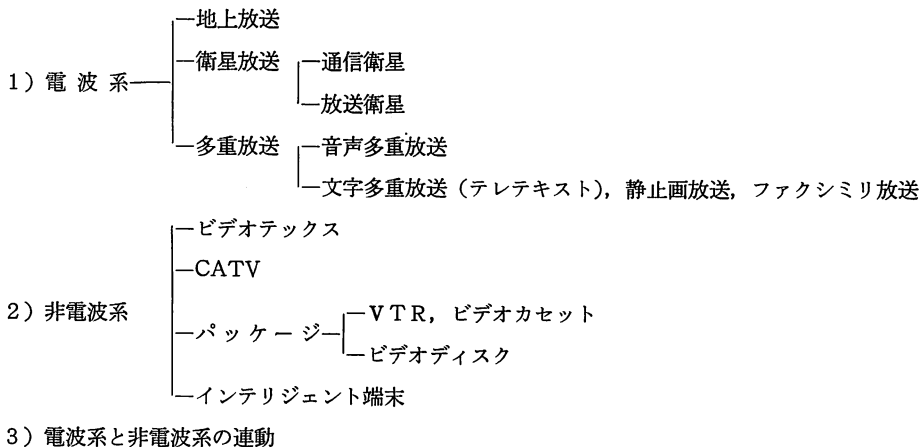 地上放送
衛星放送 通信衛星
1）電波系
放送衛星
多重放送 音声多重放送
文字多重放送（テレテキスト），静止画放送，ファクシミリ放送
ビデオテックス
CATV
2）非電波系
VTR，ビデオカセット
パッケージ
ビデオディスク
インテリジェント端末
3）電波系と非電波系の連動